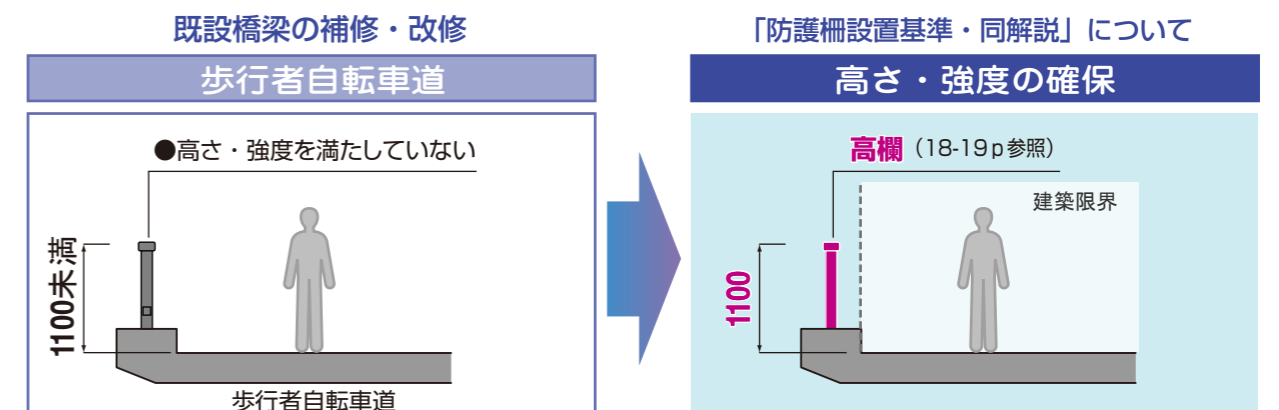 既設橋梁の補修・改修
歩行者自転車道
●高さ・強度を満たしていない
1100未満
歩行者自転車道
「防護柵設置基準・同解説」について
高さ・強度の確保
高欄（18-19p参照）
建築限界
1100